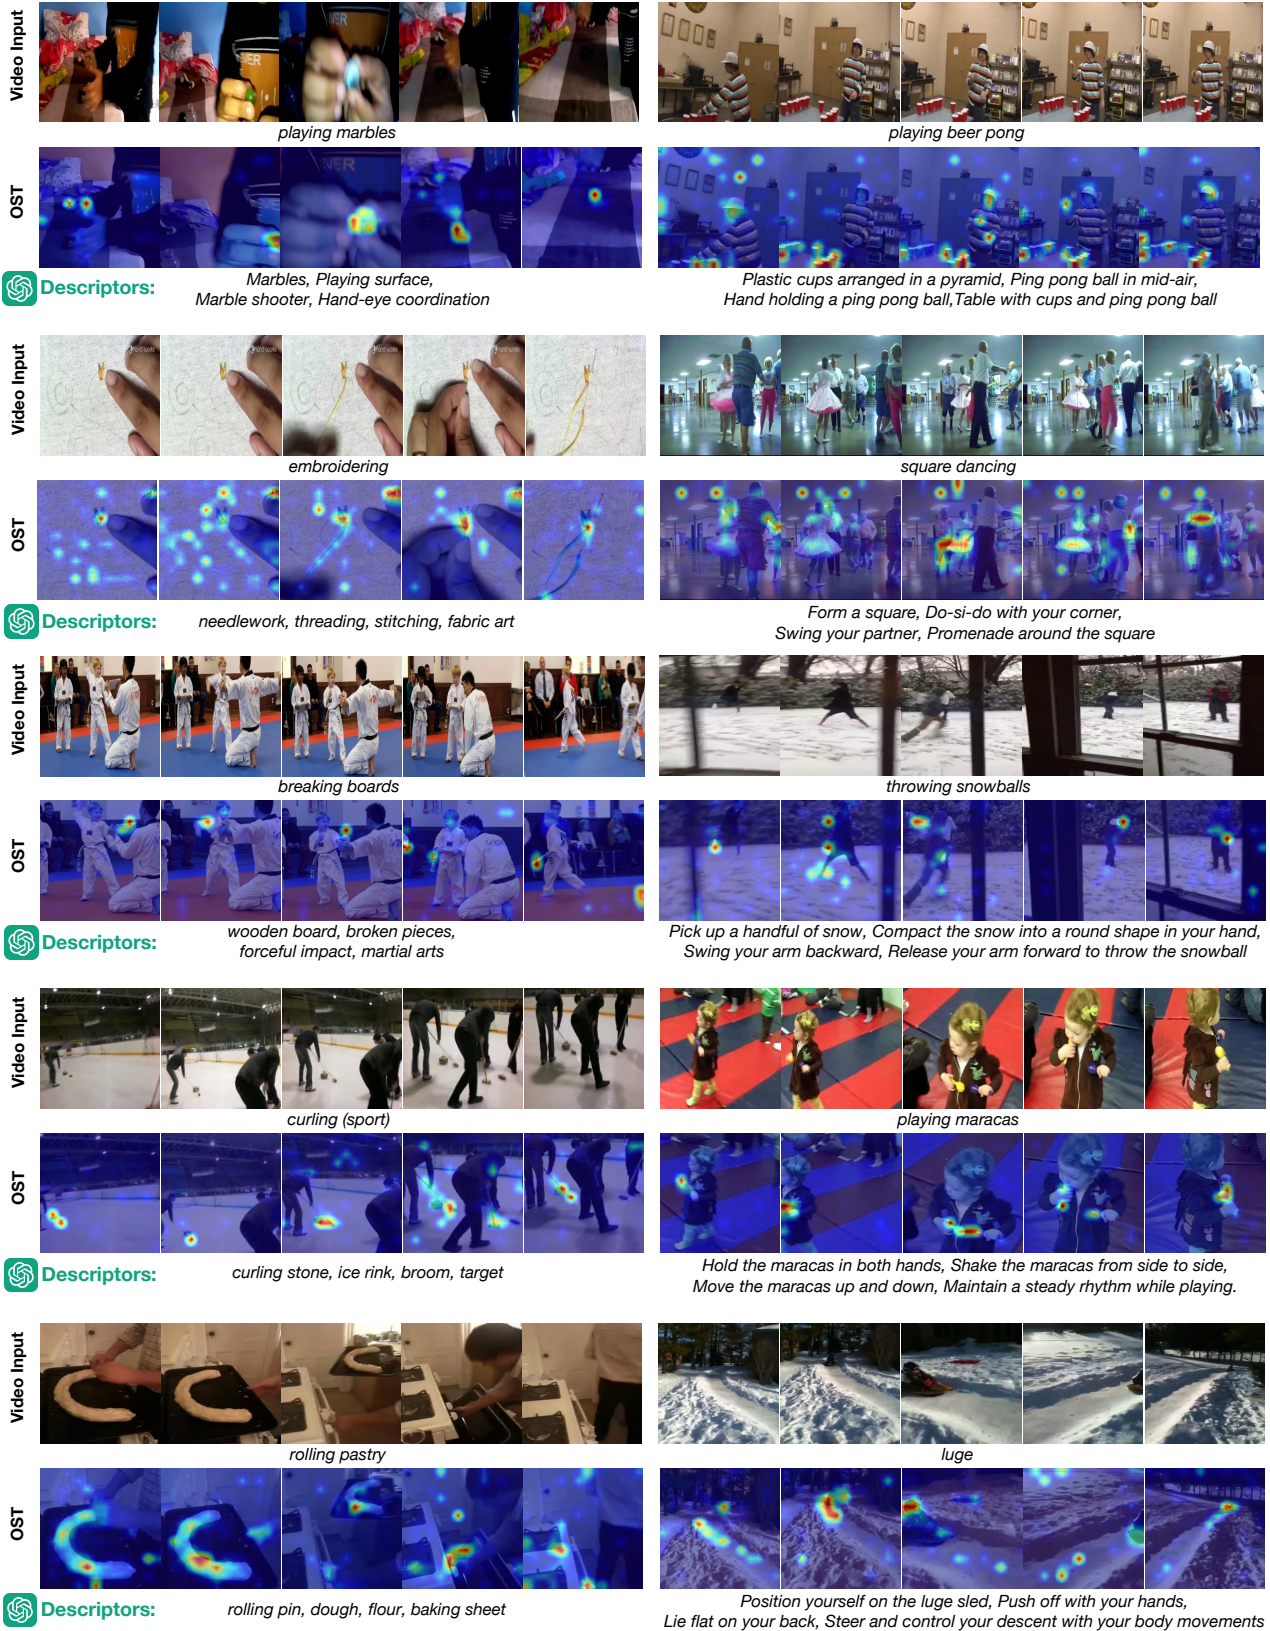 Video Input
playing marbles
OST
Descriptors:
Marbles, Playing surface,
Marble shooter, Hand-eye coordination
playing beer pong
Plastic cups arranged in a pyramid, Ping pong ball in mid-air,
Hand holding a ping pong ball,Table with cups and ping pong ball
Video Input
embroidering
OST
Descriptors:
needlework, threading, stitching, fabric art
square dancing
Form a square, Do-si-do with your corner,
Swing your partner, Promenade around the square
Video Input
breaking boards
OST
Descriptors:
wooden board, broken pieces,
forceful impact, martial arts
throwing snowballs
Pick up a handful of snow, Compact the snow into a round shape in your hand,
Swing your arm backward, Release your arm forward to throw the snowball
Video Input
curling (sport)
OST
Descriptors:
curling stone, ice rink, broom, target
playing maracas
Hold the maracas in both hands, Shake the maracas from side to side,
Move the maracas up and down, Maintain a steady rhythm while playing.
Video Input
rolling pastry
OST
Descriptors:
rolling pin, dough, flour, baking sheet
luge
Position yourself on the luge sled, Push off with your hands,
Lie flat on your back, Steer and control your descent with your body movements